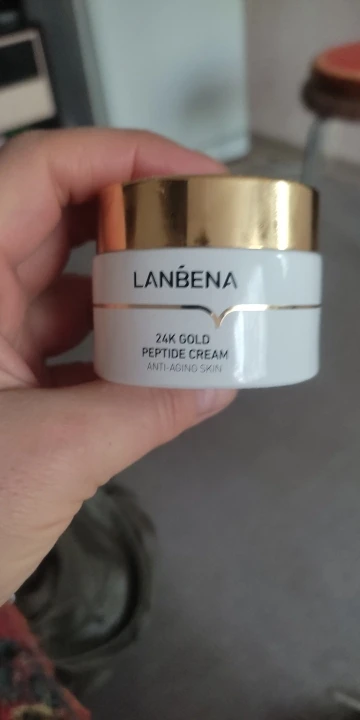 LANBENA
24K GOLD
PEPTIDE CREAM
ANTI-AGING SKIN